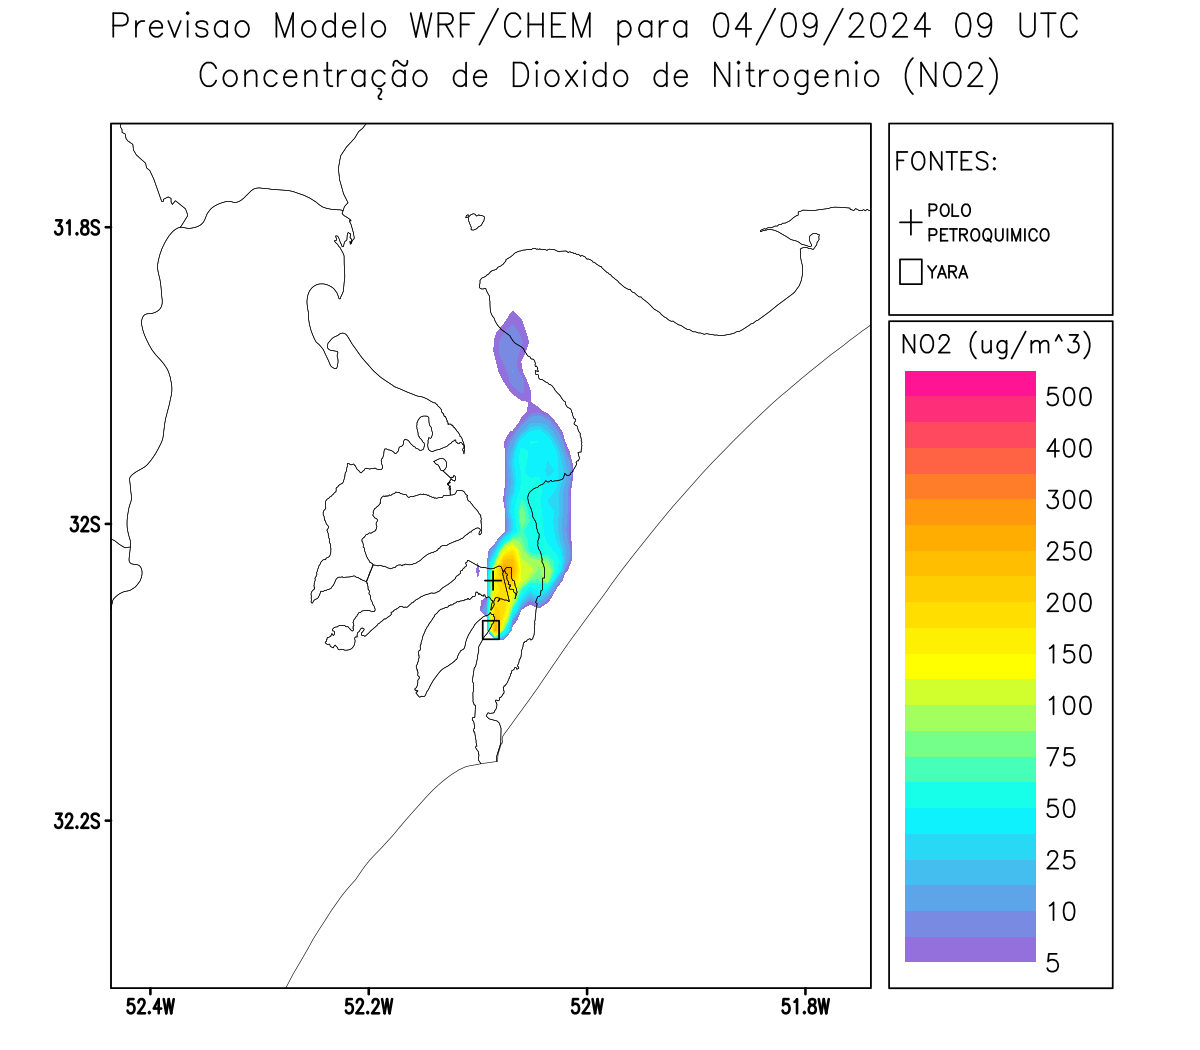 Previsao Modelo WRF/CHEM para 04/09/2024 09 UTC
Concentração de Dioxido de Nitrogenio (NO2)
FONTES:
POLO
PETROQUIMICO
YARA
NO2 (ug/m^3)
500
400
300
250
200
150
100
75
50
25
10
5
31.8S
32S
32.2S
52.4W
52.2W
52W
51.8W